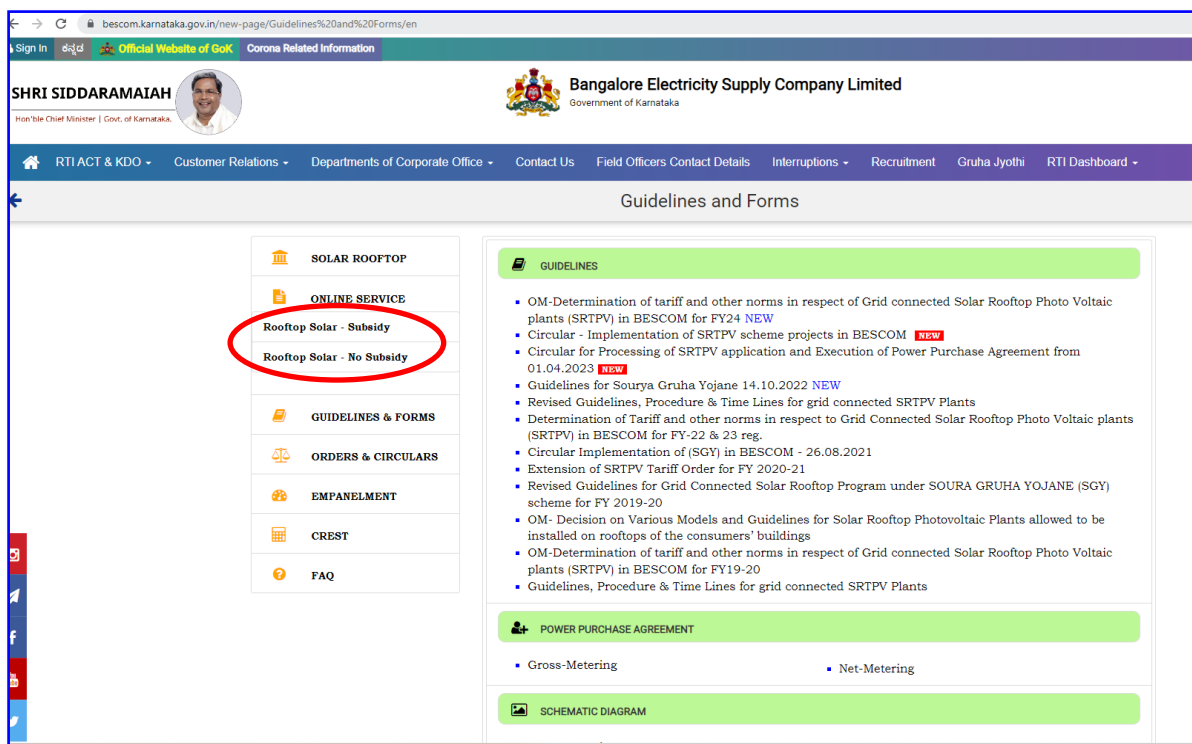 bescom.karnataka.gov.in/new-page/Guidelines%20and%20Forms/en
Sign In ಕನ್ನಡ Official Website of GoK Corona Related Information
SHRI SIDDARAMAIAH
Hon'ble Chief Minister | Govt. of Karnataka.
Bangalore Electricity Supply Company Limited
Government of Karnataka
RTI ACT & KDO Customer Relations Departments of Corporate Office Contact Us Field Officers Contact Details Interruptions Recruitment Gruha Jyothi RTI Dashboard
Guidelines and Forms
SOLAR ROOFTOP
ONLINE SERVICE
Rooftop Solar - Subsidy
Rooftop Solar - No Subsidy
GUIDELINES & FORMS
ORDERS & CIRCULARS
EMPANELMENT
CREST
FAQ
GUIDELINES
OM-Determination of tariff and other norms in respect of Grid connected Solar Rooftop Photo Voltaic
plants (SRTPV) in BESCOM for FY24 NEW
Circular - Implementation of SRTPV scheme projects in BESCOM NEW
Circular for Processing of SRTPV application and Execution of Power Purchase Agreement from
01.04.2023 NEW
Guidelines for Sourya Gruha Yojane 14.10.2022 NEW
Revised Guidelines, Procedure & Time Lines for grid connected SRTPV Plants
Determination of Tariff and other norms in respect to Grid Connected Solar Rooftop Photo Voltaic plants
(SRTPV) in BESCOM for FY-22 & 23 reg.
Circular Implementation of (SGY) in BESCOM - 26.08.2021
Extension of SRTPV Tariff Order for FY 2020-21
Revised Guidelines for Grid Connected Solar Rooftop Program under SOURA GRUHA YOJANE (SGY)
scheme for FY 2019-20
OM- Decision on Various Models and Guidelines for Solar Rooftop Photovoltaic Plants allowed to be
installed on rooftops of the consumers' buildings
OM-Determination of tariff and other norms in respect of Grid connected Solar Rooftop Photo Voltaic
plants (SRTPV) in BESCOM for FY19-20
Guidelines, Procedure & Time Lines for grid connected SRTPV Plants
POWER PURCHASE AGREEMENT
Gross-Metering
Net-Metering
SCHEMATIC DIAGRAM